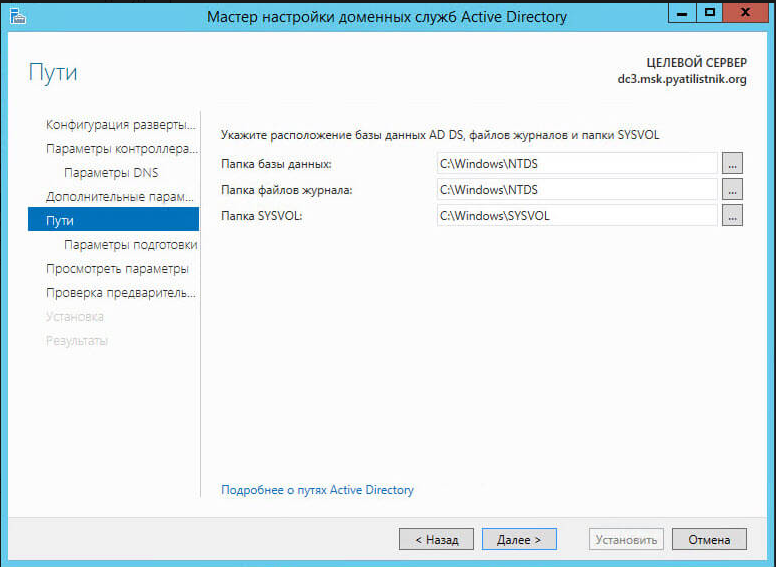 Мастер настройки доменных служб Active Directory
Пути
ЦЕЛЕВОЙ СЕРВЕР
dc3.msk.pyatilistnik.org
Конфигурация разверты...
Параметры контроллера...
Параметры DNS
Дополнительные парам...
Пути
Параметры подготовки
Просмотреть параметры
Проверка предваритель...
Установка
Результаты
Укажите расположение базы данных AD DS, файлов журналов и папки SYSVOL
Папка базы данных: C:\Windows\NTDS ...
Папка файлов журнала: C:\Windows\NTDS ...
Папка SYSVOL: C:\Windows\SYSVOL ...
Подробнее о путях Active Directory
< Назад Далее > Установить Отмена